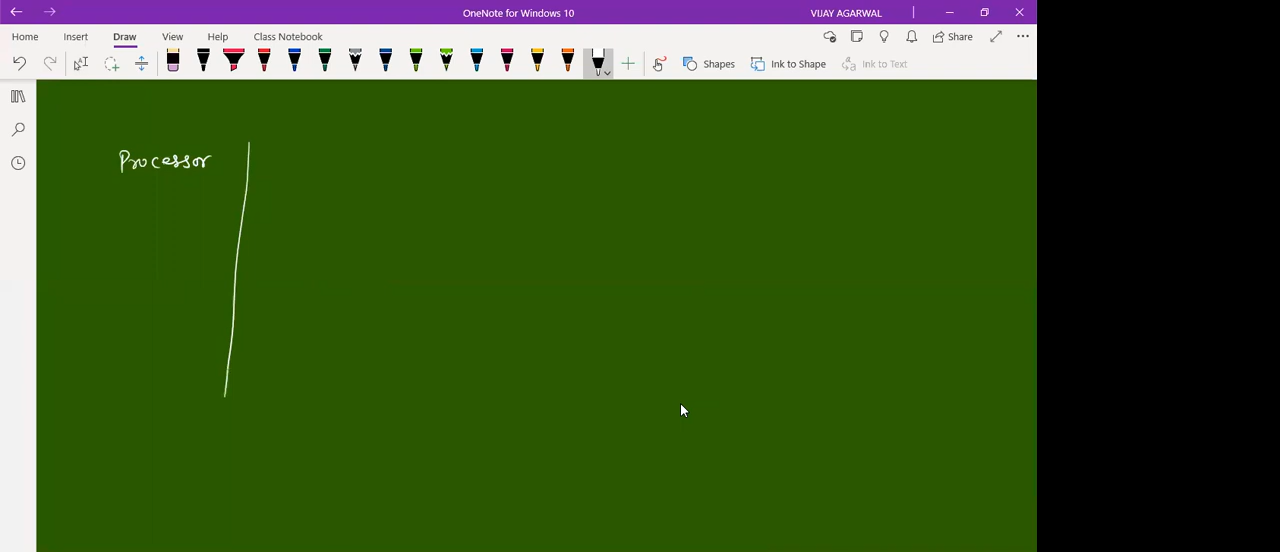 OneNote for Windows 10
VIJAY AGARWAL
Home Insert Draw View Help Class Notebook
Share
Shapes Ink to Shape Ink to Text
Processor